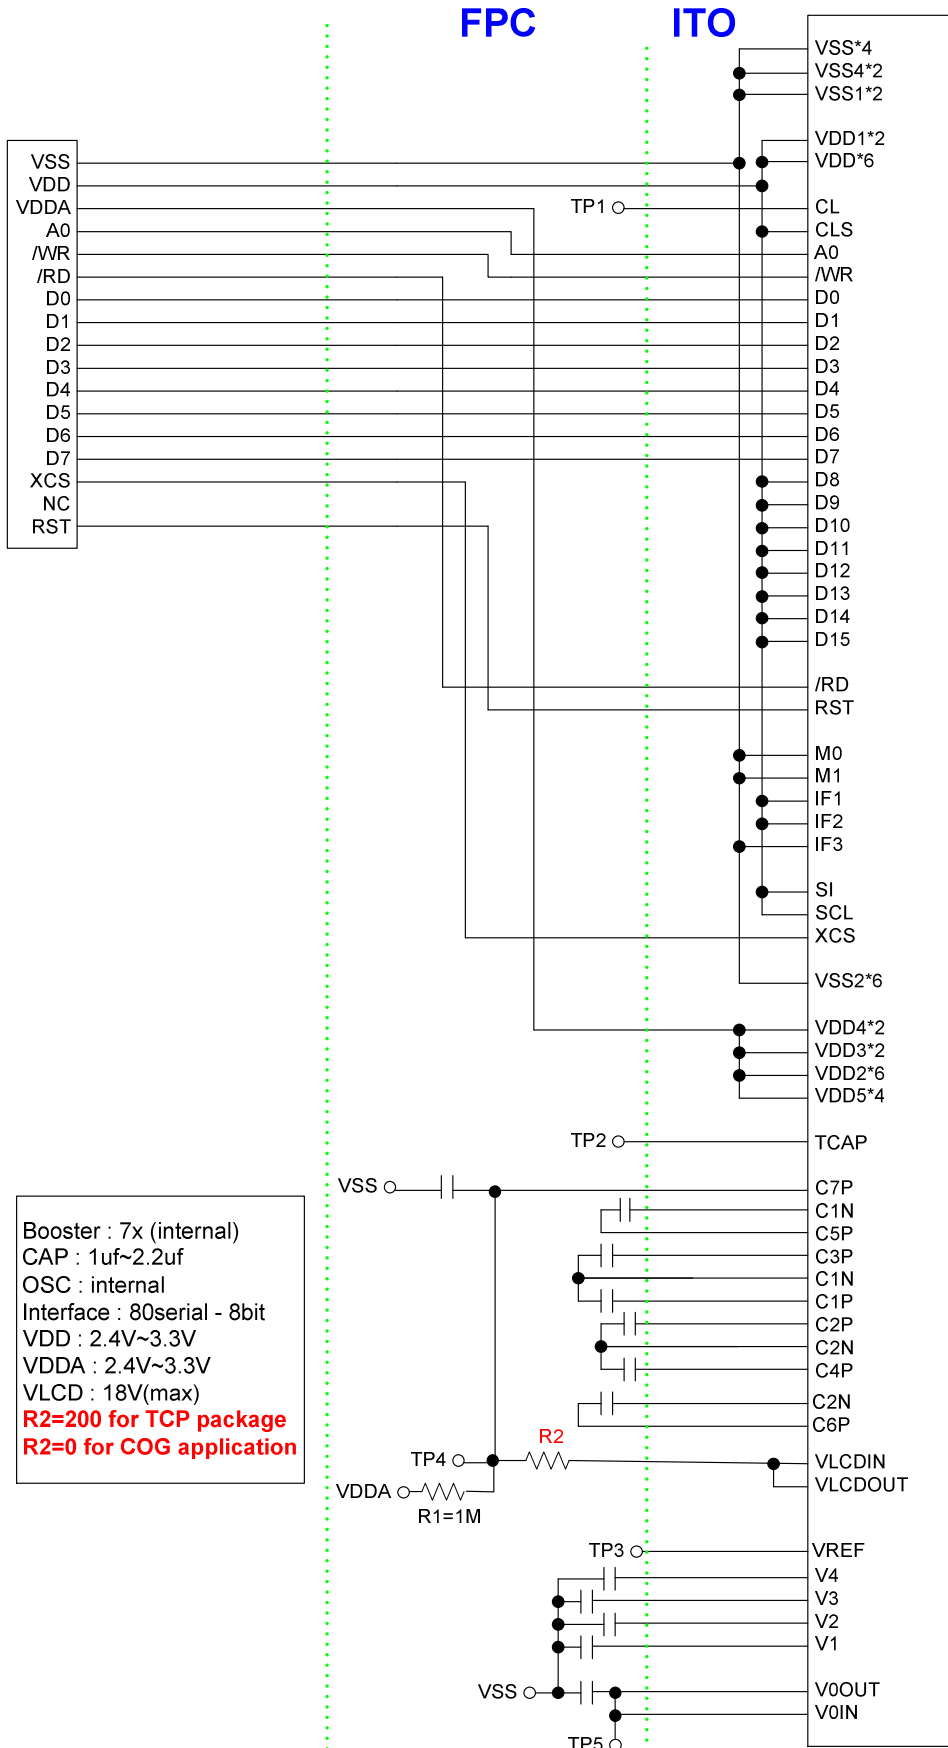 FPC
ITO
VSS
VDD
VDDA
A0
/WR
/RD
D0
D1
D2
D3
D4
D5
D6
D7
XCS
NC
RST
TP1
VSS*4
VSS4*2
VSS1*2
VDD1*2
VDD*6
CL
CLS
A0
/WR
D0
D1
D2
D3
D4
D5
D6
D7
D8
D9
D10
D11
D12
D13
D14
D15
/RD
RST
M0
M1
IF1
IF2
IF3
SI
SCL
XCS
VSS2*6
VDD4*2
VDD3*2
VDD2*6
VDD5*4
TP2
TCAP
VSS
C7P
C1N
C5P
C3P
C1N
C1P
C2P
C2N
C4P
C2N
C6P
Booster : 7x (internal)
CAP : 1uf~2.2uf
OSC : internal
Interface : 80serial - 8bit
VDD : 2.4V~3.3V
VDDA : 2.4V~3.3V
VLCD : 18V(max)
R2=200 for TCP package
R2=0 for COG application
R2
TP4
VDDA
R1=1M
VLCDIN
VLCDOUT
TP3
VREF
V4
V3
V2
V1
VSS
V0OUT
V0IN
TP5